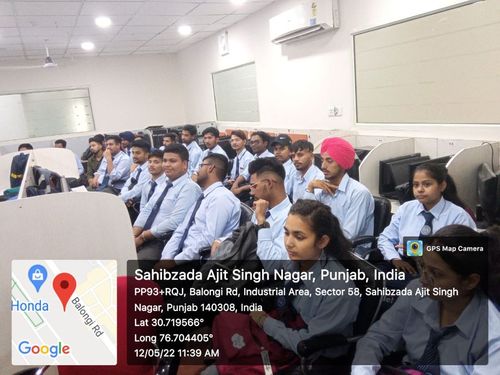 GPS Map Camera
Sahibzada Ajit Singh Nagar, Punjab, India
PP93+RQJ, Balongi Rd, Industrial Area, Sector 58, Sahibzada Ajit Singh
Nagar, Punjab 140308, India
Lat 30.719566°
Long 76.704405°
12/05/22 11:39 AM
Honda
Balongi Rd
Google